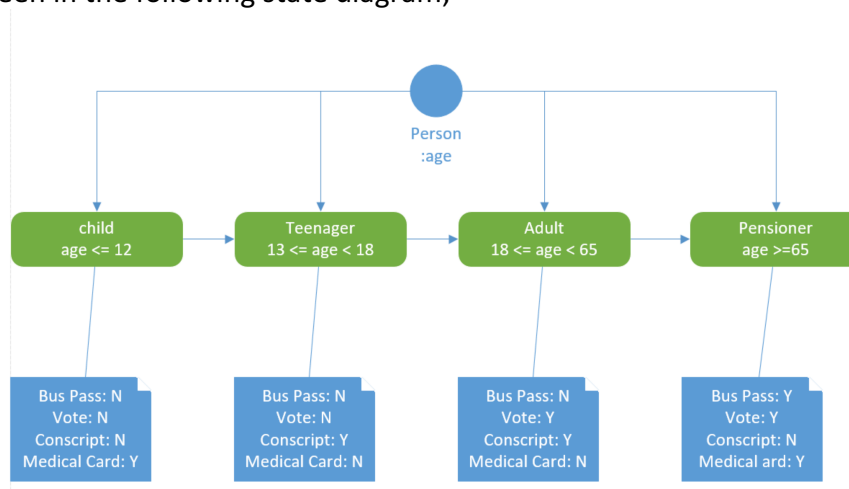 een in the following state diagram,
Person
:age
child
age <= 12
Teenager
13 <= age < 18
Adult
18 <= age < 65
Pensioner
age >=65
Bus Pass: N
Vote: N
Conscript: N
Medical Card: Y
Bus Pass: N
Vote: N
Conscript: Y
Medical Card: N
Bus Pass: N
Vote: Y
Conscript: Y
Medical Card: N
Bus Pass: Y
Vote: Y
Conscript: N
Medical ard: Y